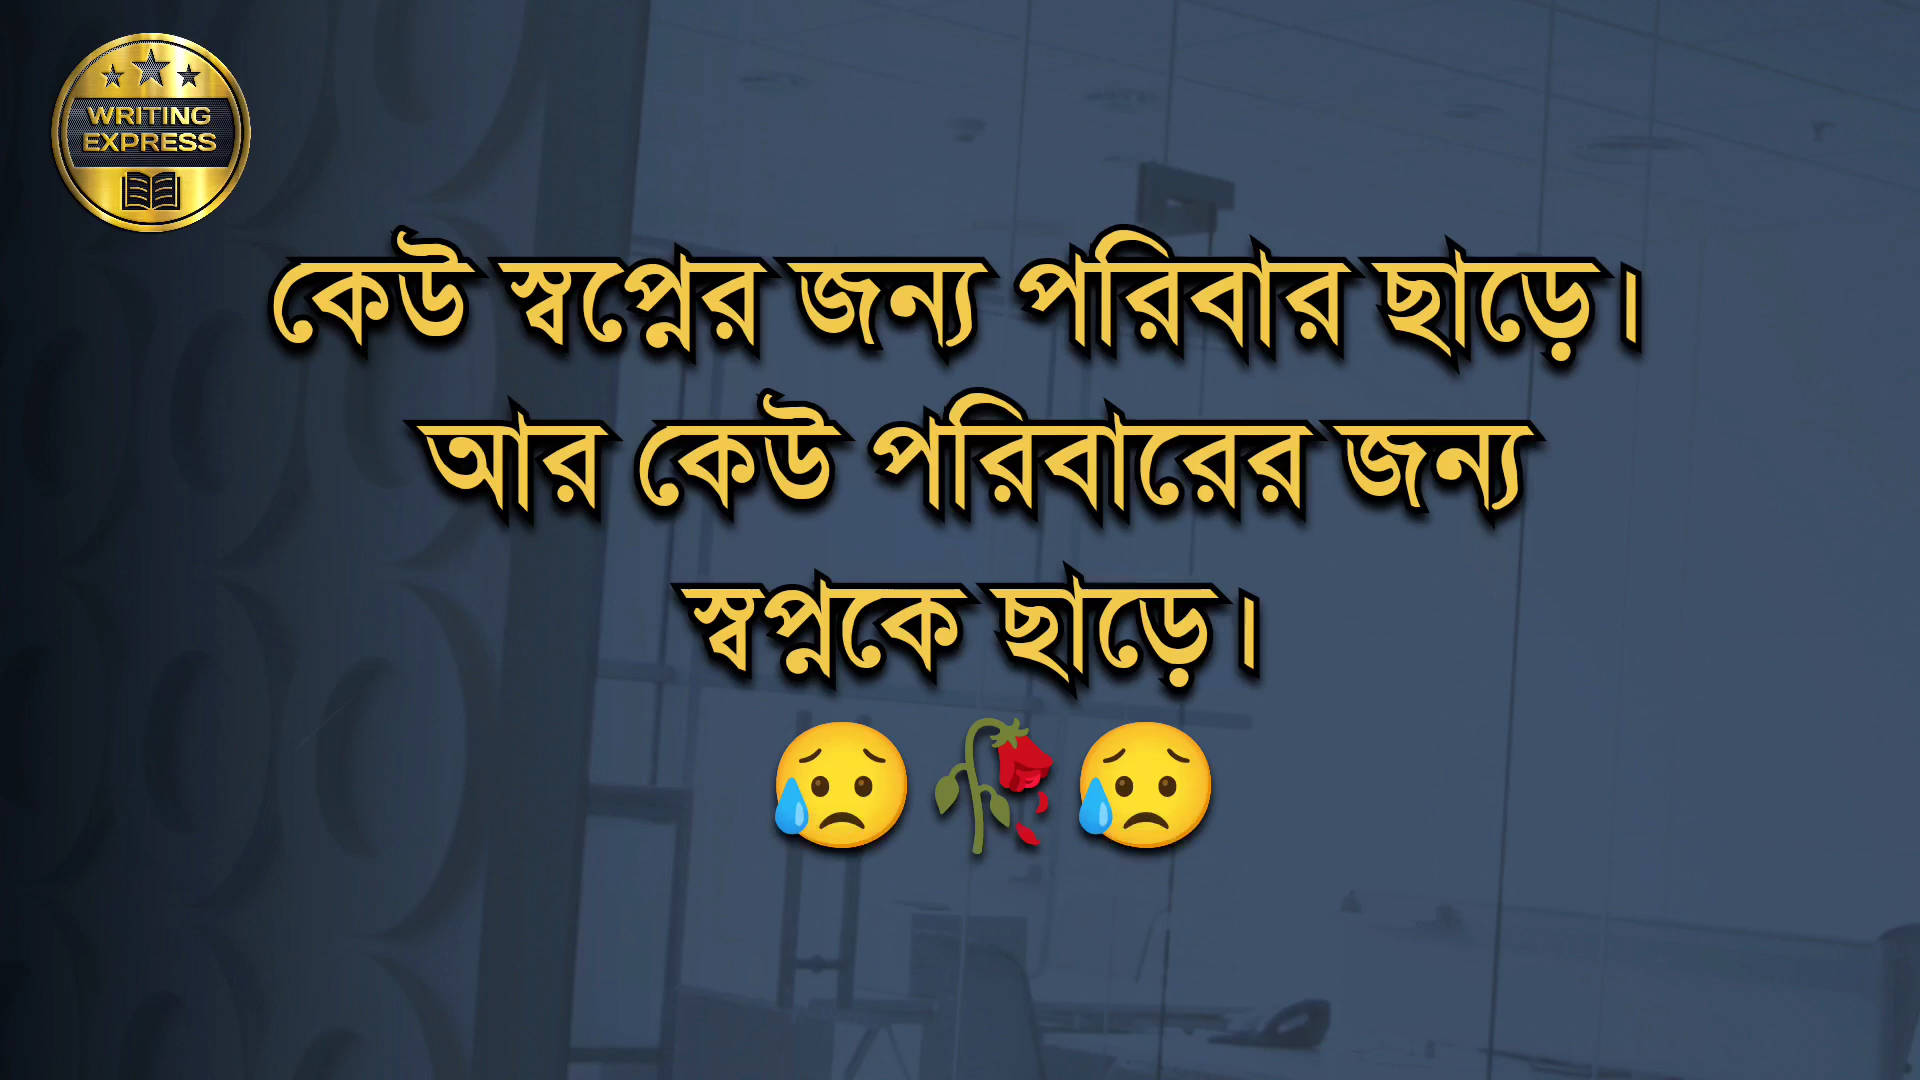 WRITING
EXPRESS
কেউ স্বপ্নের জন্য পরিবার ছাড়ে।
আর কেউ পরিবারের জন্য
স্বপ্নকে ছাড়ে।
😥🥀😥